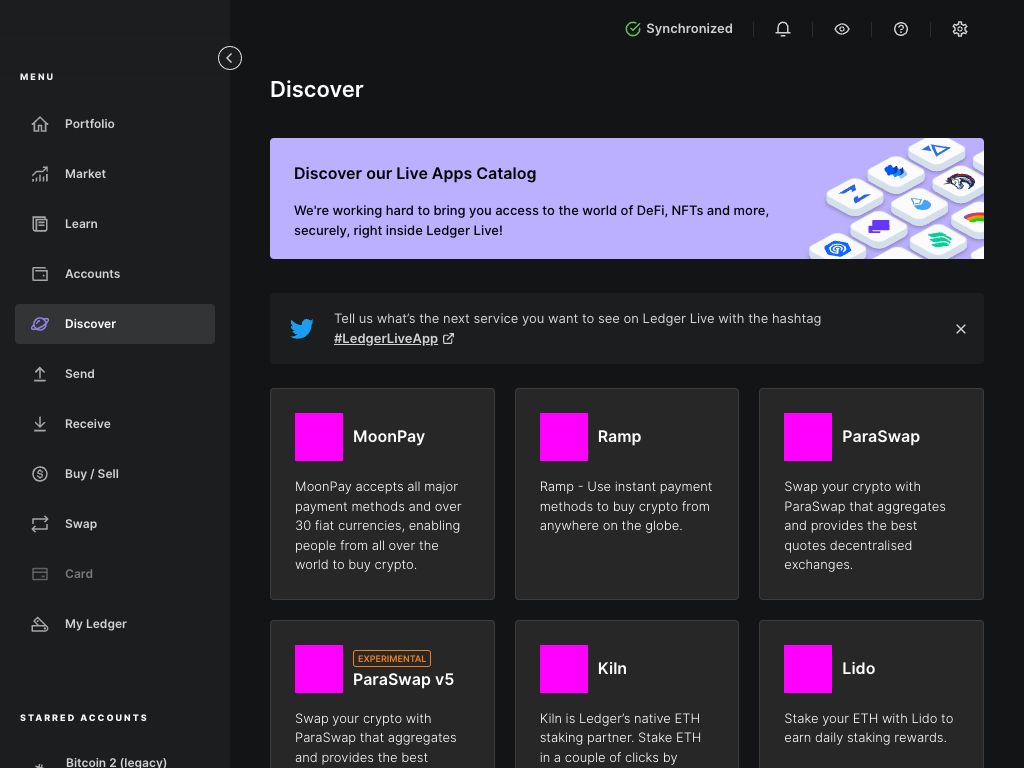 Synchronized
MENU
Portfolio
Market
Learn
Accounts
Discover
Send
Receive
Buy / Sell
Swap
Card
My Ledger
STARRED ACCOUNTS
Bitcoin 2 (legacy)
Discover
Discover our Live Apps Catalog
We're working hard to bring you access to the world of DeFi, NFTs and more,
securely, right inside Ledger Live!
Tell us what’s the next service you want to see on Ledger Live with the hashtag
#LedgerLiveApp
MoonPay
MoonPay accepts all major
payment methods and over
30 fiat currencies, enabling
people from all over the
world to buy crypto.
Ramp
Ramp - Use instant payment
methods to buy crypto from
anywhere on the globe.
ParaSwap
Swap your crypto with
ParaSwap that aggregates
and provides the best
quotes decentralised
exchanges.
EXPERIMENTAL
ParaSwap v5
Swap your crypto with
ParaSwap that aggregates
and provides the best
Kiln
Kiln is Ledger’s native ETH
staking partner. Stake ETH
in a couple of clicks by
Lido
Stake your ETH with Lido to
earn daily staking rewards.